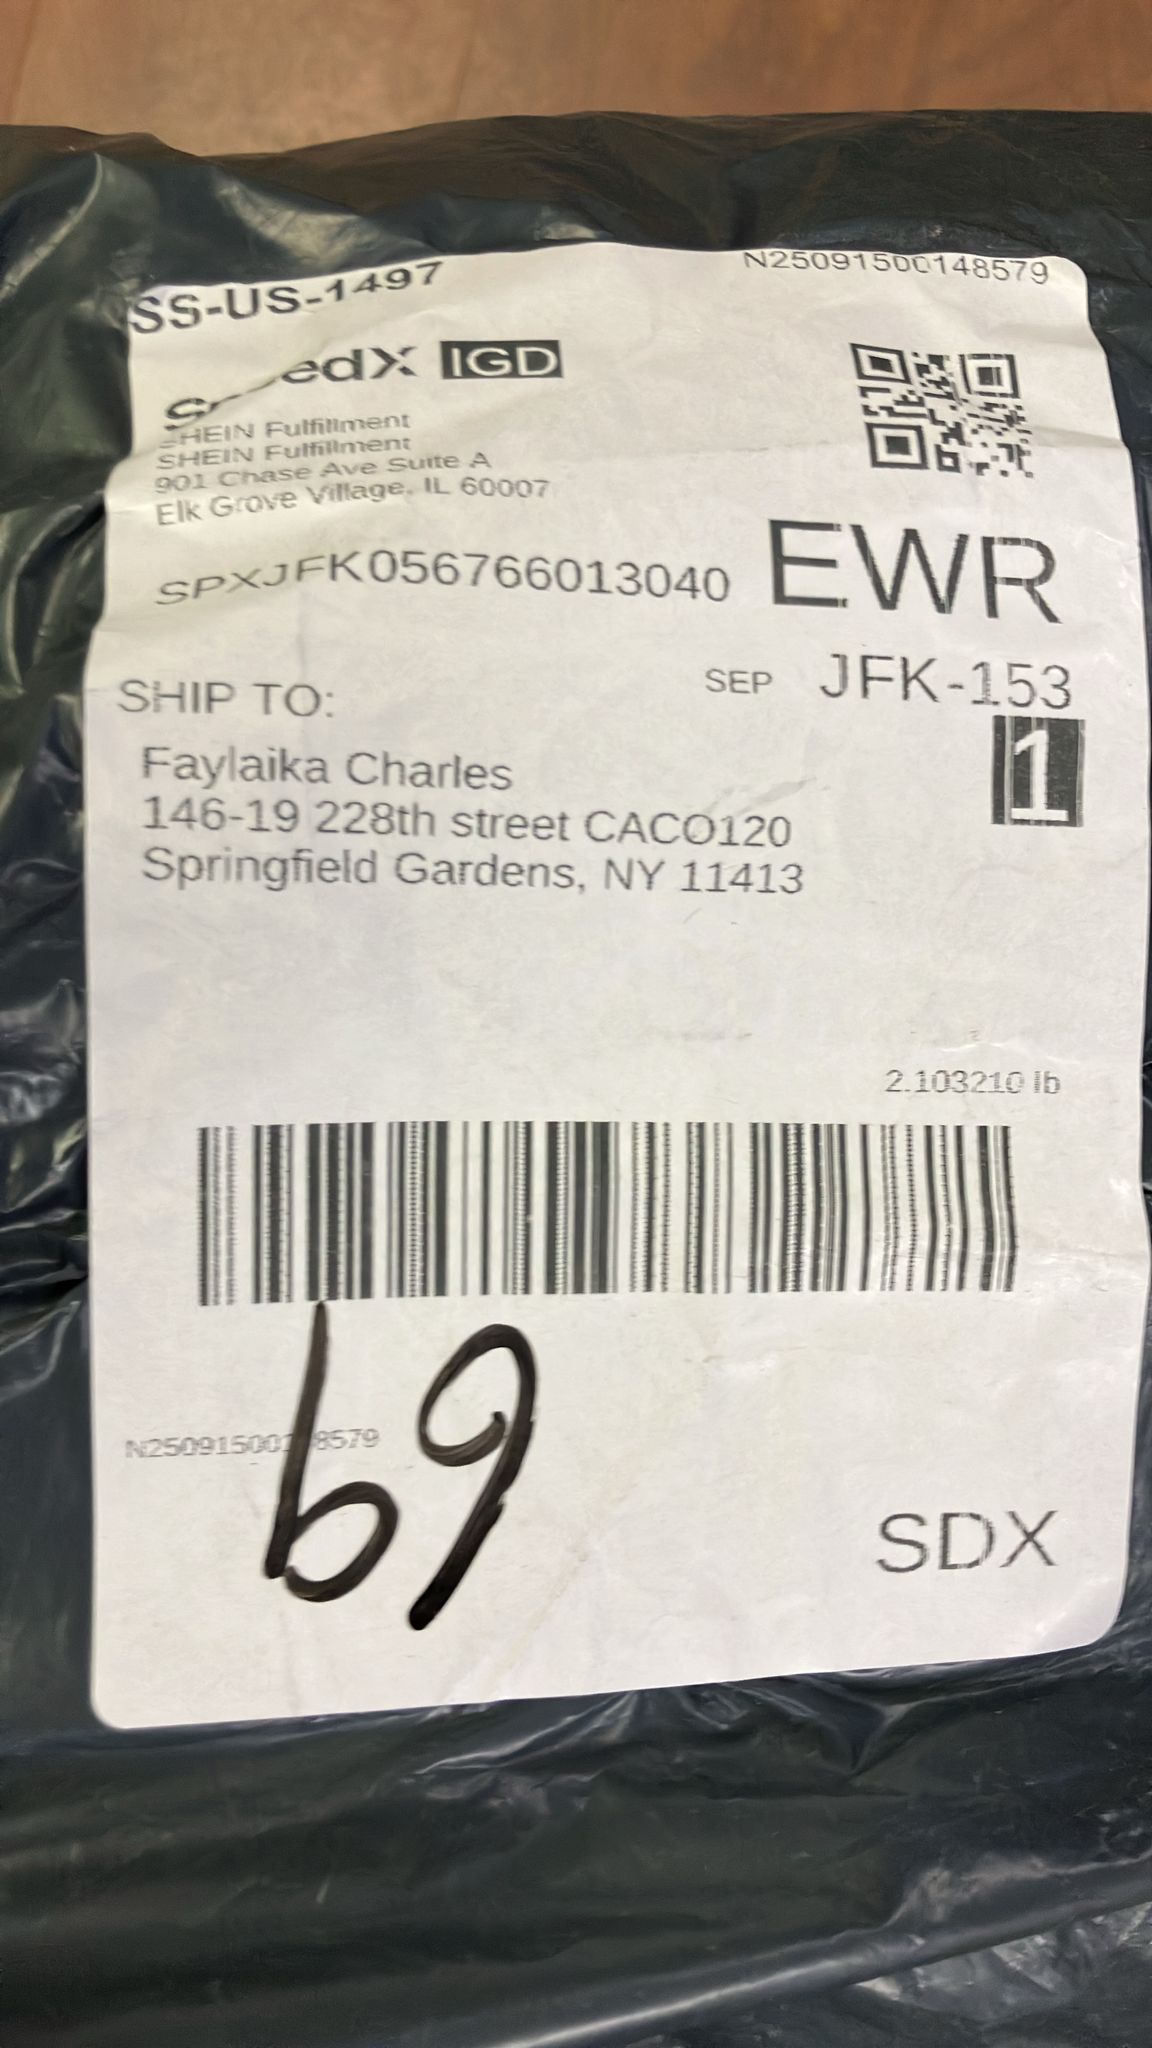 SS-US-1497
N25091500148579
SpeedX IGD
SHEIN Fulfillment
SHEIN Fulfillment
901 Chase Ave Suite A
Elk Grove Village, IL 60007
SPXJFK056766013040
EWR
SEP JFK-153
1
SHIP TO:
Faylaika Charles
146-19 228th street CACO120
Springfield Gardens, NY 11413
2.103210 lb
69
N25091500148579
SDX